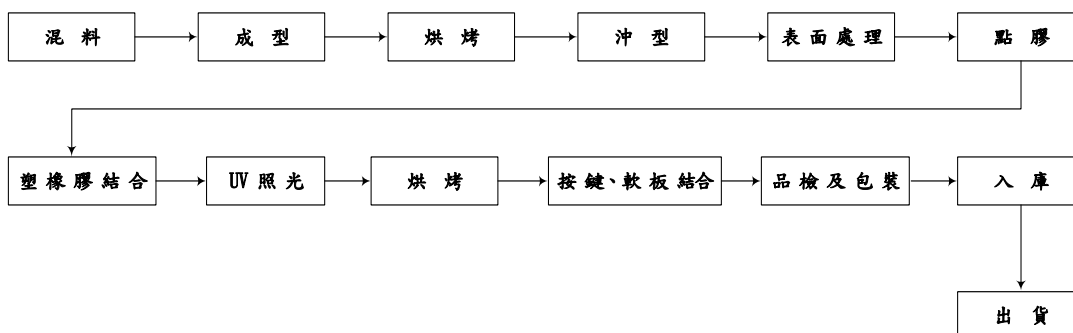 混料
成型
烘烤
沖型
表面處理
點膠
塑橡膠結合
UV照光
烘烤
按鍵、軟板結合
品檢及包裝
入庫
出貨